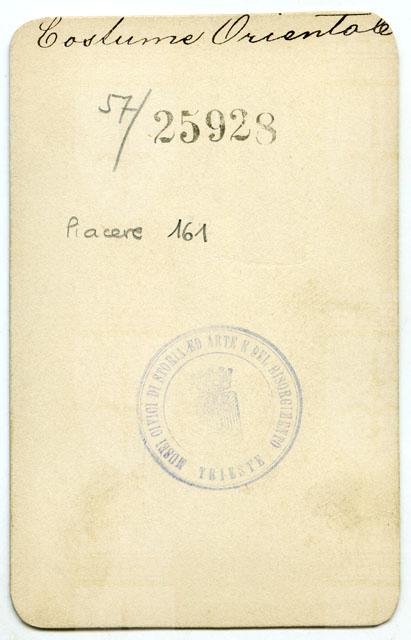 Costume Orientale
57/ 25928
Piacere 161
MUSEI CIVICI DI STORIA ED ARTE E DEL RISORGIMENTO
TRIESTE